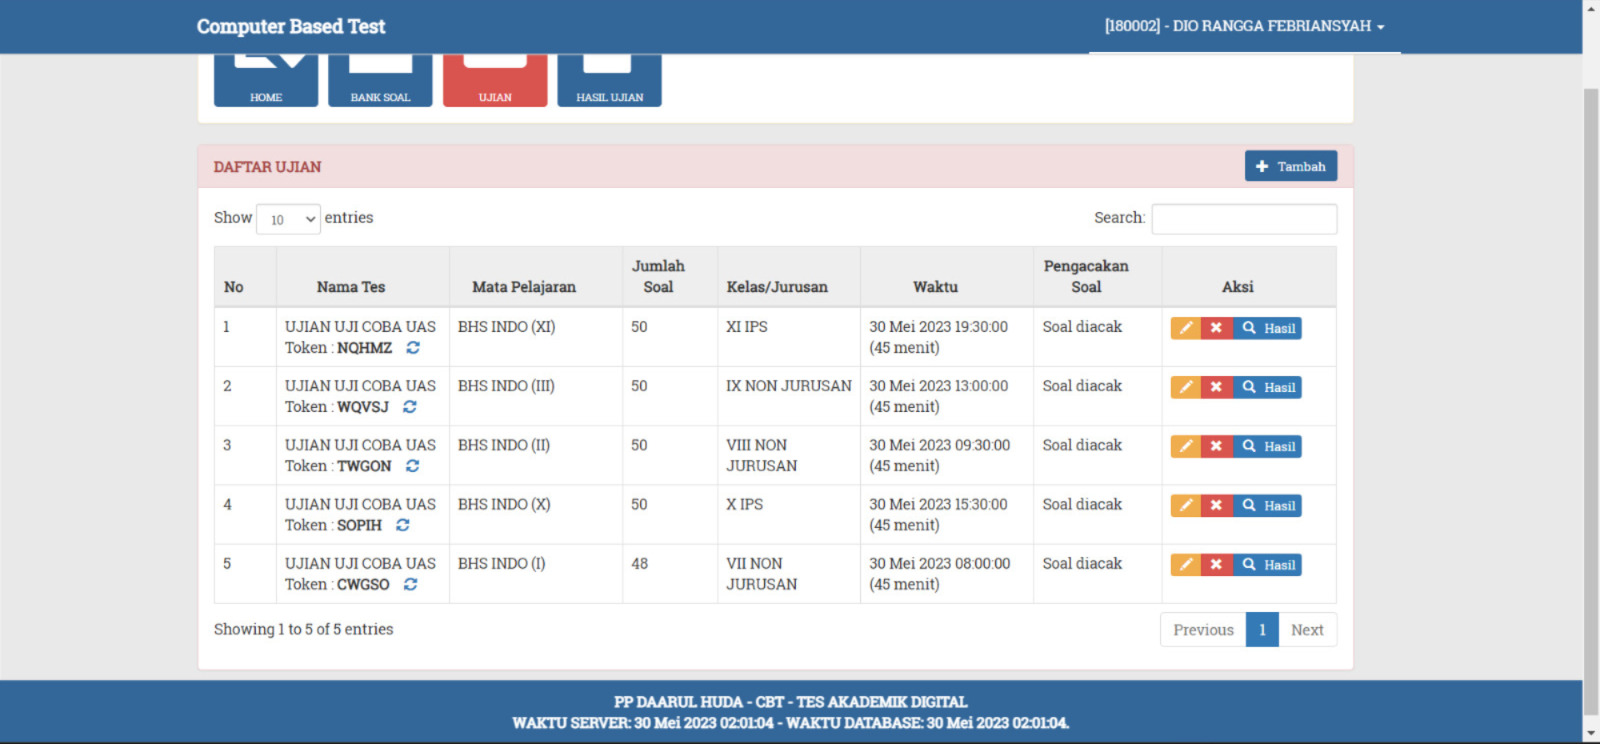 Computer Based Test [180002] - DIO RANGGA FEBRIANSYAH
HOME BANK SOAL UJIAN HASIL UJIAN
DAFTAR UJIAN + Tambah
Show 10 entries Search:
No Nama Tes Mata Pelajaran Jumlah Soal Kelas/Jurusan Waktu Pengacakan Soal Aksi
1 UJIAN UJI COBA UAS BHS INDO (XI) 50 XI IPS 30 Mei 2023 19:30:00 Soal diacak Hasil
Token : NQHMZ (45 menit)
2 UJIAN UJI COBA UAS BHS INDO (III) 50 IX NON JURUSAN 30 Mei 2023 13:00:00 Soal diacak Hasil
Token : WQVSJ (45 menit)
3 UJIAN UJI COBA UAS BHS INDO (II) 50 VIII NON 30 Mei 2023 09:30:00 Soal diacak Hasil
Token : TWGON JURUSAN (45 menit)
4 UJIAN UJI COBA UAS BHS INDO (X) 50 X IPS 30 Mei 2023 15:30:00 Soal diacak Hasil
Token : SOPIH (45 menit)
5 UJIAN UJI COBA UAS BHS INDO (I) 48 VII NON 30 Mei 2023 08:00:00 Soal diacak Hasil
Token : CWGSO JURUSAN (45 menit)
Showing 1 to 5 of 5 entries Previous 1 Next
PP DAARUL HUDA - CBT - TES AKADEMIK DIGITAL
WAKTU SERVER: 30 Mei 2023 02:01:04 - WAKTU DATABASE: 30 Mei 2023 02:01:04.